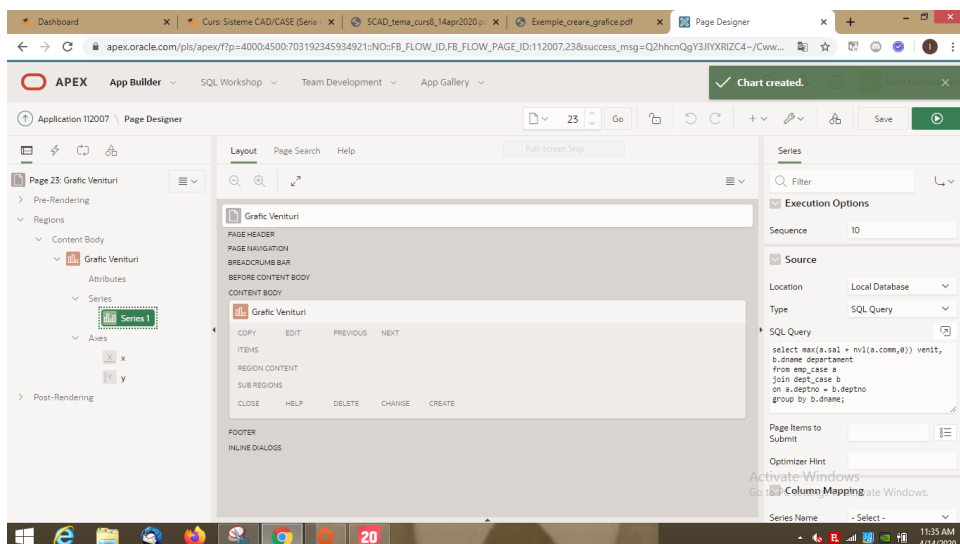 Dashboard
Curs: Sisteme CAD/CASE (Seria
SCAD_tema_curs8_14apr2020.p
Exemple_creare_grafice.pdf
Page Designer
apex.oracle.com/pls/apex/f?p=4000:4500:703192345934921::NO::FB_FLOW_ID,FB_FLOW_PAGE_ID:112007,23&success_msg=Q2hhcnQgY3JlYXRlZC4~/Cww...
APEX
App Builder
SQL Workshop
Team Development
App Gallery
Chart created.
Application 112007 \ Page Designer
23
Go
Save
Layout
Page Search
Help
Full-screen Snip
Series
Page 23: Grafic Venituri
Pre-Rendering
Regions
Content Body
Grafic Venituri
Attributes
Series
Series 1
Axes
x
y
Post-Rendering
Grafic Venituri
PAGE HEADER
PAGE NAVIGATION
BREADCRUMB BAR
BEFORE CONTENT BODY
CONTENT BODY
Grafic Venituri
COPY EDIT PREVIOUS NEXT
ITEMS
REGION CONTENT
SUB REGIONS
CLOSE HELP DELETE CHANGE CREATE
FOOTER
INLINE DIALOGS
Filter
Execution Options
Sequence 10
Source
Location Local Database
Type SQL Query
SQL Query
select max(a.sal + nvl(a.comm,0)) venit,
b.dname departament
from emp_case a
join dept_case b
on a.deptno = b.deptno
group by b.dname;
Page Items to
Submit
Optimizer Hint
Activate Windows
Column Mapping
Series Name - Select -
20
11:35 AM
4/14/2020